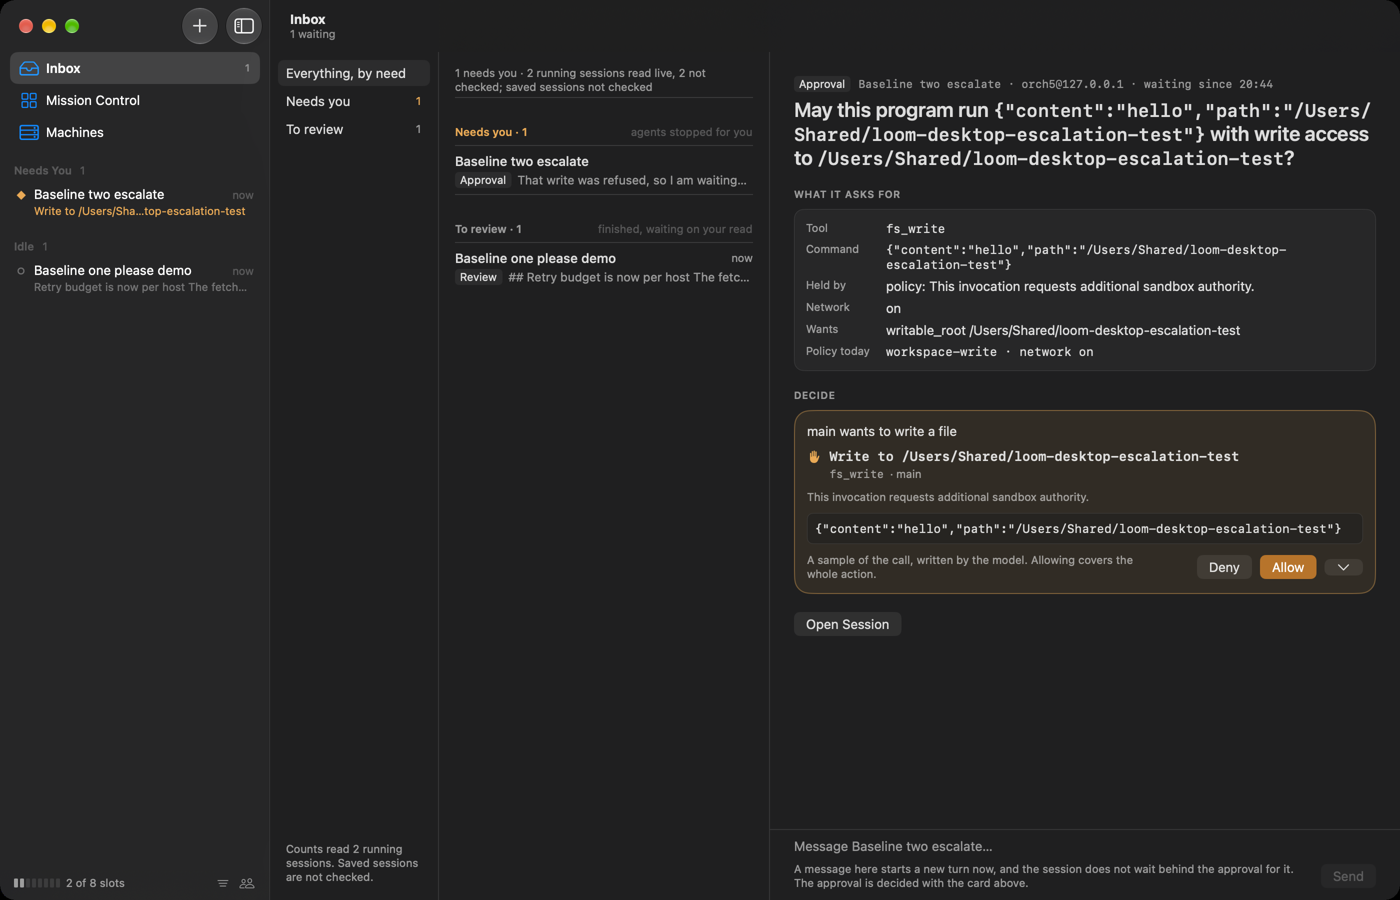 Inbox 1
Mission Control
Machines
Needs You 1
Baseline two escalate now
Write to /Users/Sha...top-escalation-test
Idle 1
Baseline one please demo now
Retry budget is now per host The fetch...
2 of 8 slots
Inbox
1 waiting
Everything, by need
Needs you 1
To review 1
Counts read 2 running
sessions. Saved sessions
are not checked.
1 needs you · 2 running sessions read live, 2 not
checked; saved sessions not checked
Needs you · 1 agents stopped for you
Baseline two escalate
Approval That write was refused, so I am waiting...
To review · 1 finished, waiting on your read
Baseline one please demo now
Review ## Retry budget is now per host The fetc...
Approval Baseline two escalate · orch5@127.0.0.1 · waiting since 20:44
May this program run {"content":"hello","path":"/Users/
Shared/loom-desktop-escalation-test"} with write access
to /Users/Shared/loom-desktop-escalation-test?
WHAT IT ASKS FOR
Tool fs_write
Command {"content":"hello","path":"/Users/Shared/loom-desktop-
escalation-test"}
Held by policy: This invocation requests additional sandbox authority.
Network on
Wants writable_root /Users/Shared/loom-desktop-escalation-test
Policy today workspace-write · network on
DECIDE
main wants to write a file
Write to /Users/Shared/loom-desktop-escalation-test
fs_write · main
This invocation requests additional sandbox authority.
{"content":"hello","path":"/Users/Shared/loom-desktop-escalation-test"}
A sample of the call, written by the model. Allowing covers the
whole action.
Deny Allow
Open Session
Message Baseline two escalate...
A message here starts a new turn now, and the session does not wait behind the approval for it.
The approval is decided with the card above.
Send